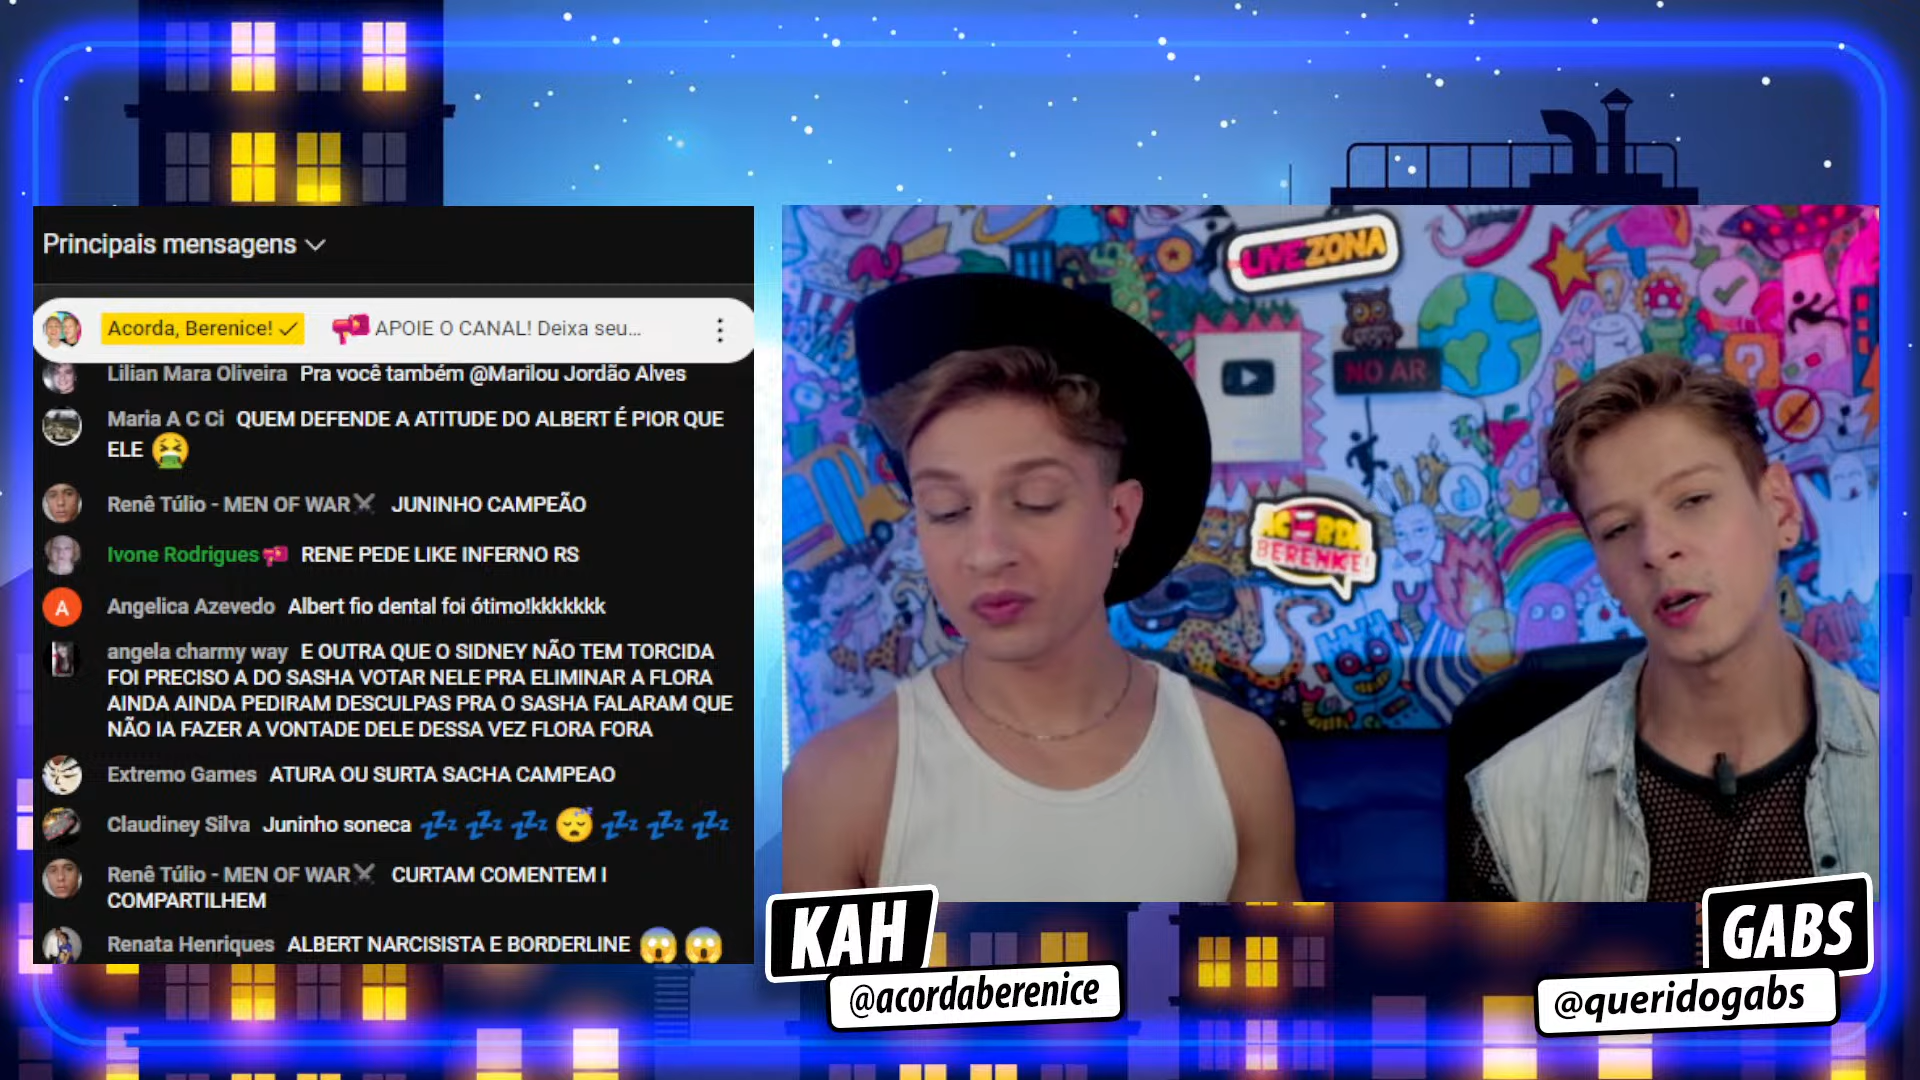 Principais mensagens
Acorda, Berenice! APOIE O CANAL! Deixa seu...
Lilian Mara Oliveira Pra você também @Marilou Jordão Alves
Maria A C Ci QUEM DEFENDE A ATITUDE DO ALBERT É PIOR QUE
ELE 🤮
Renê Túlio - MEN OF WAR⚔ JUNINHO CAMPEÃO
Ivone Rodrigues RENE PEDE LIKE INFERNO RS
A
Angelica Azevedo Albert fio dental foi ótimo!kkkkkkk
angela charmy way E OUTRA QUE O SIDNEY NÃO TEM TORCIDA
FOI PRECISO A DO SASHA VOTAR NELE PRA ELIMINAR A FLORA
AINDA AINDA PEDIRAM DESCULPAS PRA O SASHA FALARAM QUE
NÃO IA FAZER A VONTADE DELE DESSA VEZ FLORA FORA
Extremo Games ATURA OU SURTA SACHA CAMPEAO
Claudiney Silva Juninho soneca 💤 💤 💤 😴 💤 💤 💤
Renê Túlio - MEN OF WAR⚔ CURTAM COMENTEM I
COMPARTILHEM
Renata Henriques ALBERT NARCISISTA E BORDERLINE 😱 😱
LIVEZONA
NO AR
ACORDA
BERENICE!
KAH
@acordaberenice
GABS
@queridogabs